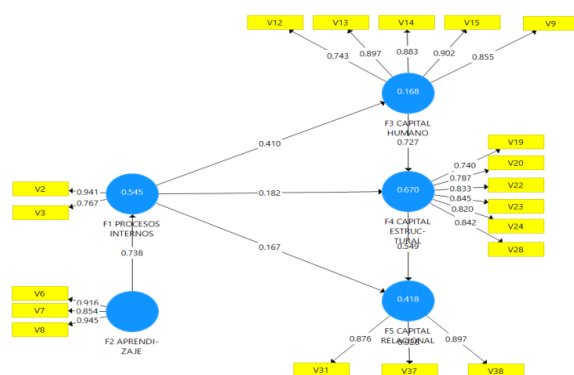 V12
V13
V14
V15
V9
0.743
0.897
0.883
0.902
0.855
0.168
F3 CAPITAL
HUMANO
0.727
0.410
V19
V20
V22
V23
V24
V28
0.740
0.787
0.833
0.845
0.820
0.842
V2
V3
0.941
0.767
0.545
0.182
0.670
F1 PROCESOS
INTERNOS
F4 CAPITAL
ESTRUC-
TURAL
0.549
0.167
0.738
V6
V7
V8
0.916
0.854
0.945
F2 APRENDI-
ZAJE
0.418
F5 CAPITAL
RELACIONAL
0.876
0.897
V31
V37
V38